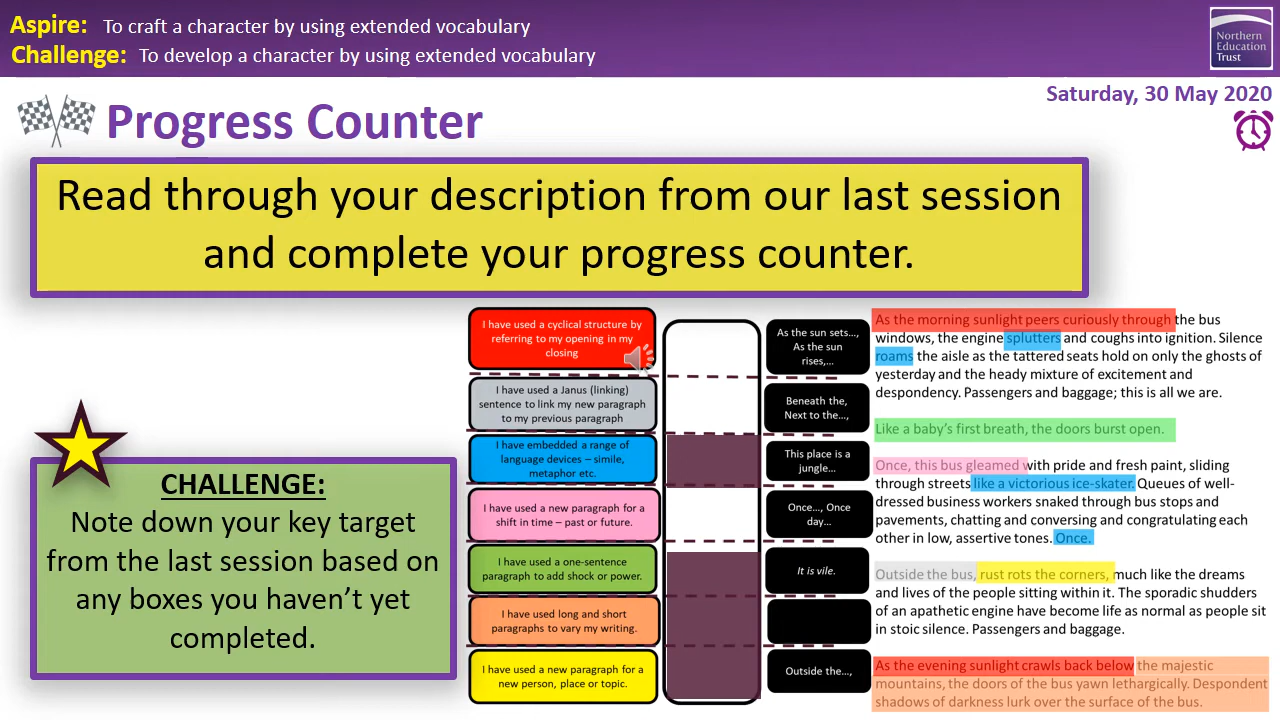 Aspire: To craft a character by using extended vocabulary
Challenge: To develop a character by using extended vocabulary
Northern
Education
Trust
Saturday, 30 May 2020
Progress Counter
Read through your description from our last session
and complete your progress counter.
CHALLENGE:
Note down your key target
from the last session based on
any boxes you haven't yet
completed.
I have used a cyclical structure by
referring to my opening in my
closing
I have used a Janus (linking)
sentence to link my new paragraph
to my previous paragraph
I have embedded a range of
language devices – simile,
metaphor etc.
I have used a new paragraph for a
shift in time – past or future.
I have used a one-sentence
paragraph to add shock or power.
I have used long and short
paragraphs to vary my writing.
I have used a new paragraph for a
new person, place or topic.
As the sun sets…,
As the sun
rises,…
Beneath the,
Next to the…,
This place is a
jungle…
Once…, Once
day…
It is vile.
Outside the…,
As the morning sunlight peers curiously through the bus
windows, the engine splutters and coughs into ignition. Silence
roams the aisle as the tattered seats hold on only the ghosts of
yesterday and the heady mixture of excitement and
despondency. Passengers and baggage; this is all we are.
Like a baby's first breath, the doors burst open.
Once, this bus gleamed with pride and fresh paint, sliding
through streets like a victorious ice-skater. Queues of well-
dressed business workers snaked through bus stops and
pavements, chatting and conversing and congratulating each
other in low, assertive tones. Once.
Outside the bus, rust rots the corners, much like the dreams
and lives of the people sitting within it. The sporadic shudders
of an apathetic engine have become life as normal as people sit
in stoic silence. Passengers and baggage.
As the evening sunlight crawls back below the majestic
mountains, the doors of the bus yawn lethargically. Despondent
shadows of darkness lurk over the surface of the bus.